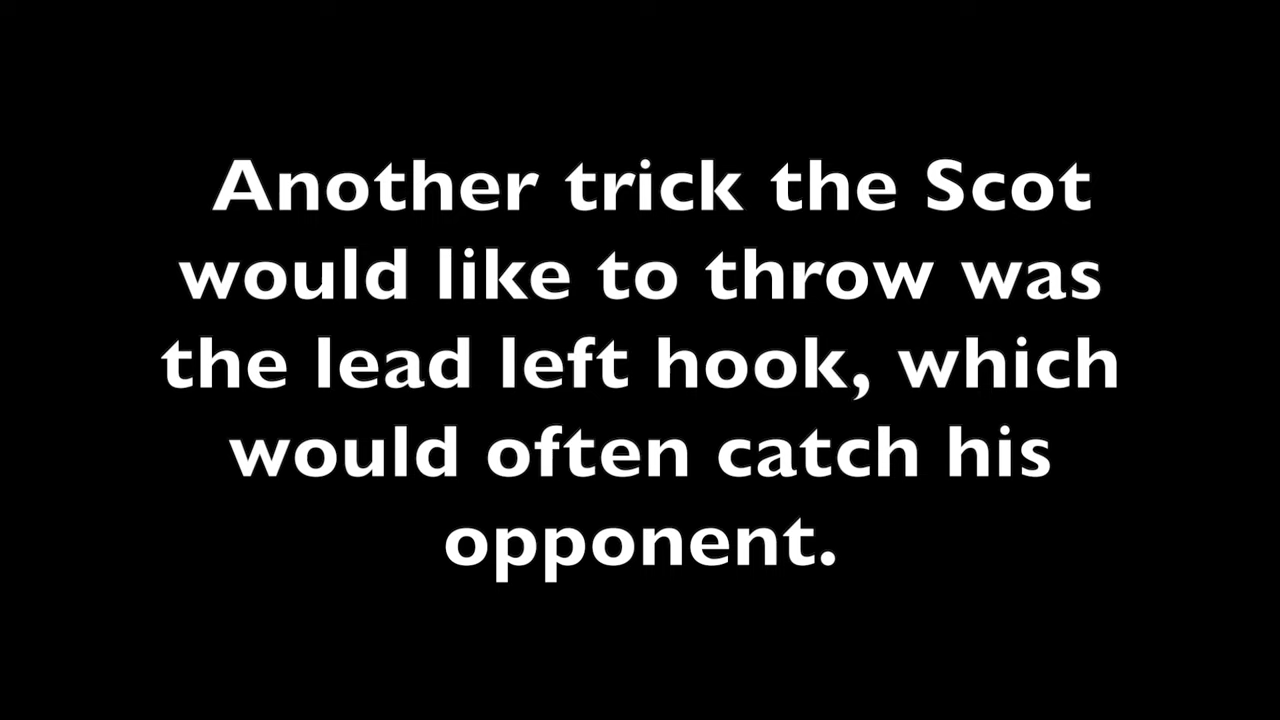 Another trick the Scot
would like to throw was
the lead left hook, which
would often catch his
opponent.